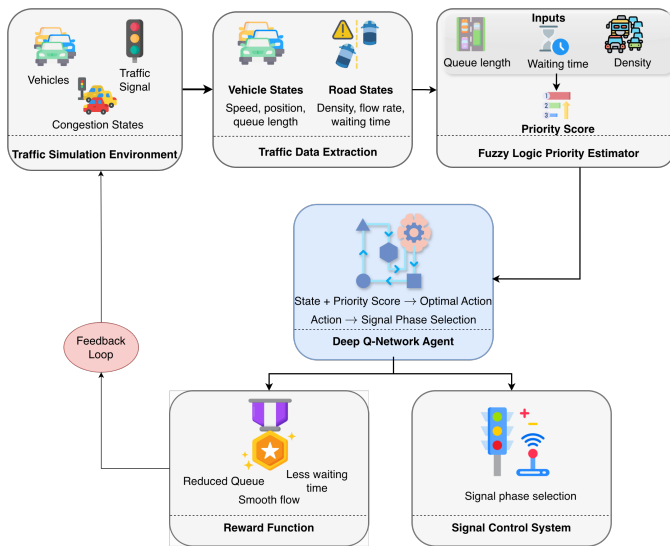 Vehicles
Traffic
Signal
Congestion States
Traffic Simulation Environment
Vehicle States
Speed, position,
queue length
Road States
Density, flow rate,
waiting time
Traffic Data Extraction
Inputs
Queue length
Waiting time
Density
1
2
3
Priority Score
Fuzzy Logic Priority Estimator
State + Priority Score → Optimal Action
Action → Signal Phase Selection
Deep Q-Network Agent
Feedback
Loop
Reduced Queue
Less waiting
time
Smooth flow
Reward Function
Signal phase selection
Signal Control System